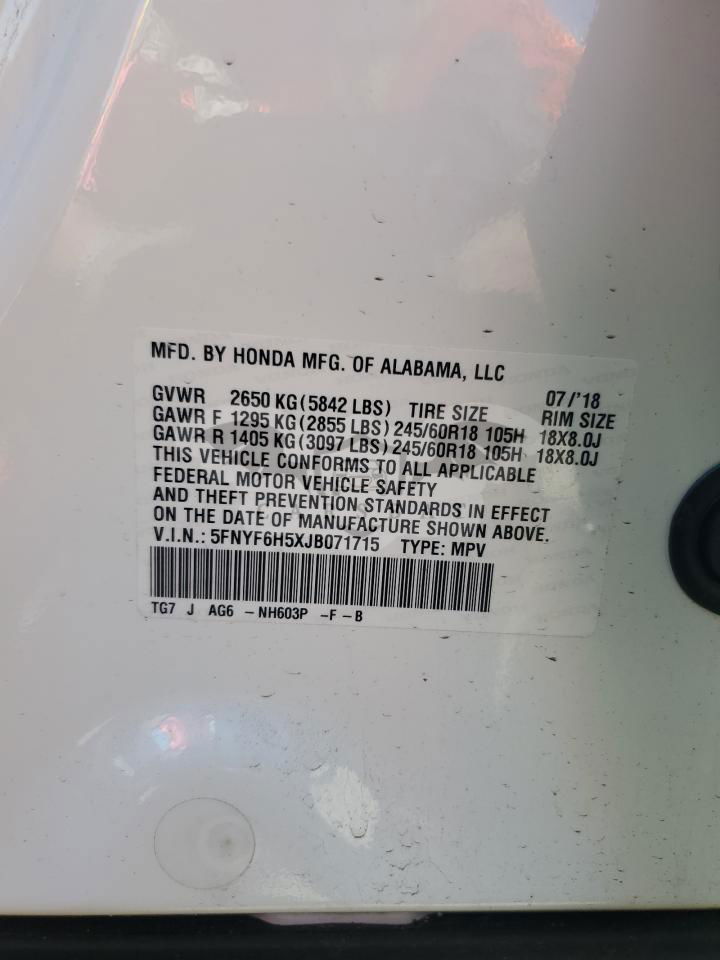 MFD. BY HONDA MFG. OF ALABAMA, LLC
07/'18
GVWR 2650 KG (5842 LBS) TIRE SIZE RIM SIZE
GAWR F 1295 KG (2855 LBS) 245/60R18 105H 18X8.0J
GAWR R 1405 KG (3097 LBS) 245/60R18 105H 18X8.0J
THIS VEHICLE CONFORMS TO ALL APPLICABLE
FEDERAL MOTOR VEHICLE SAFETY
AND THEFT PREVENTION STANDARDS IN EFFECT
ON THE DATE OF MANUFACTURE SHOWN ABOVE.
V.I.N.: 5FNYF6H5XJB071715 TYPE: MPV
TG7 J AG6 -NH603P -F-B